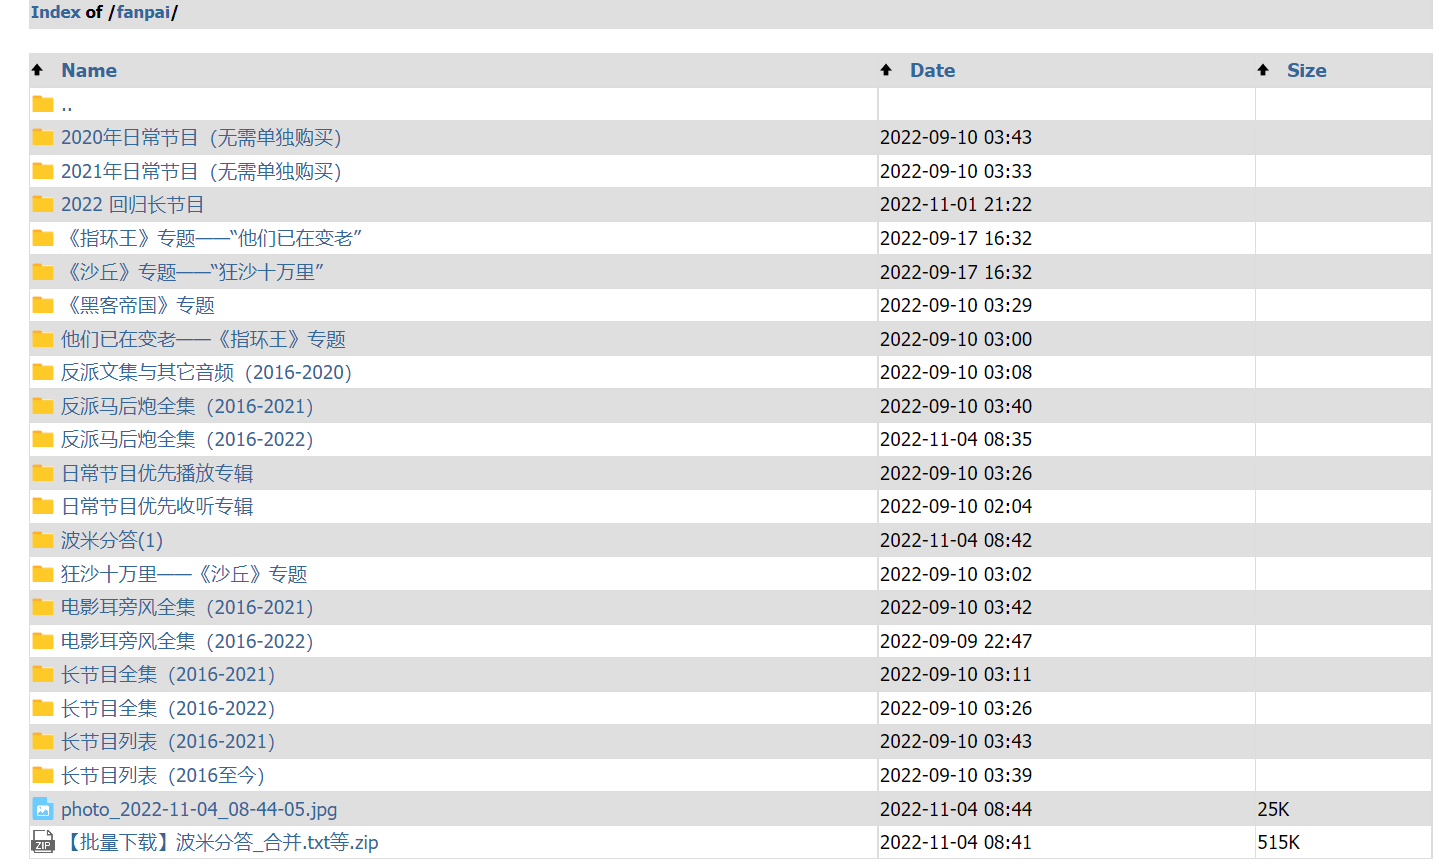 Index of /fanpai/
Name Date Size
..
2020年日常节目（无需单独购买） 2022-09-10 03:43
2021年日常节目（无需单独购买） 2022-09-10 03:33
2022 回归长节目 2022-11-01 21:22
《指环王》专题——“他们已在变老” 2022-09-17 16:32
《沙丘》专题——“狂沙十万里” 2022-09-17 16:32
《黑客帝国》专题 2022-09-10 03:29
他们已在变老——《指环王》专题 2022-09-10 03:00
反派文集与其它音频（2016-2020） 2022-09-10 03:08
反派马后炮全集（2016-2021） 2022-09-10 03:40
反派马后炮全集（2016-2022） 2022-11-04 08:35
日常节目优先播放专辑 2022-09-10 03:26
日常节目优先收听专辑 2022-09-10 02:04
波米分答(1) 2022-11-04 08:42
狂沙十万里——《沙丘》专题 2022-09-10 03:02
电影耳旁风全集（2016-2021） 2022-09-10 03:42
电影耳旁风全集（2016-2022） 2022-09-09 22:47
长节目全集（2016-2021） 2022-09-10 03:11
长节目全集（2016-2022） 2022-09-10 03:26
长节目列表（2016-2021） 2022-09-10 03:43
长节目列表（2016至今） 2022-09-10 03:39
photo_2022-11-04_08-44-05.jpg 2022-11-04 08:44 25K
ZIP 【批量下载】波米分答_合并.txt等.zip 2022-11-04 08:41 515K